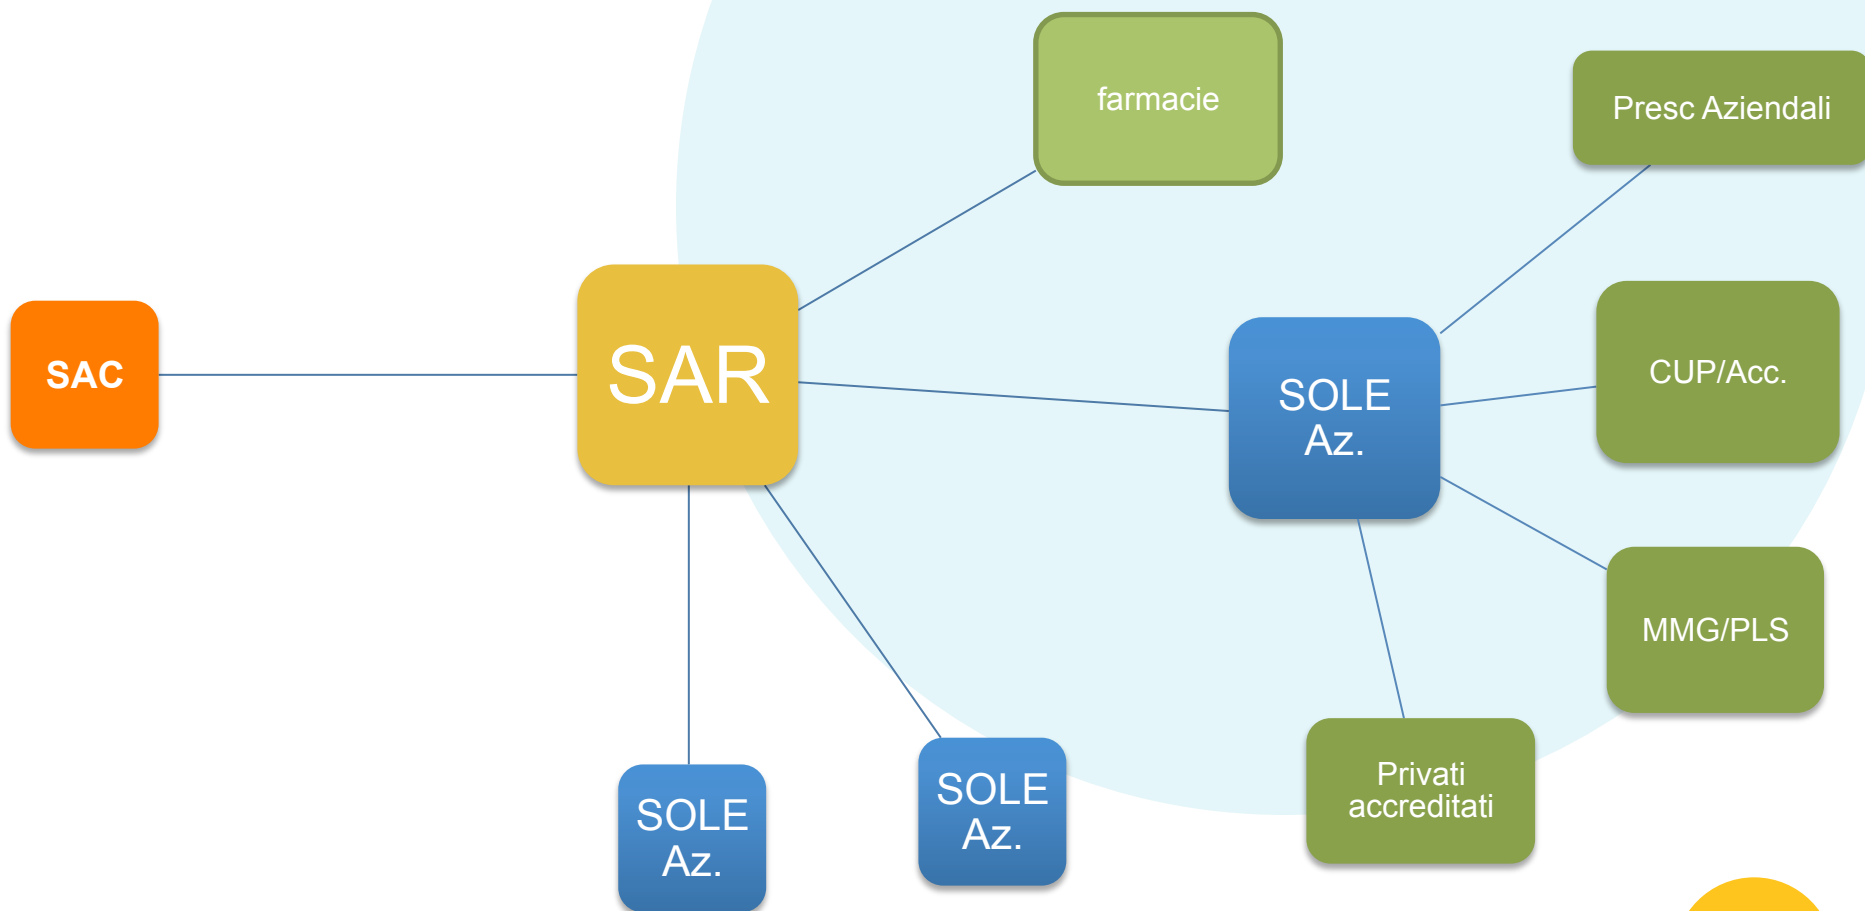 farmacie
Presc Aziendali
SAC
SAR
SOLE
Az.
CUP/Acc.
MMG/PLS
Privati
accreditati
SOLE
Az.
SOLE
Az.